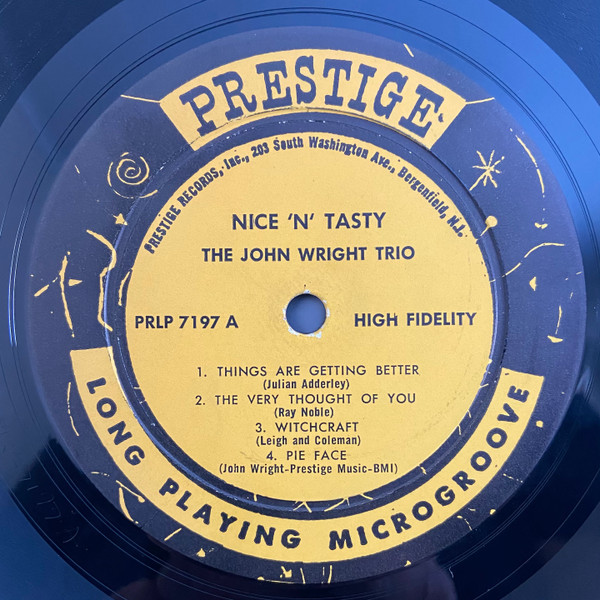 PRESTIGE
PRESTIGE RECORDS, Inc., 203 South Washington Ave., Bergenfield, N.J.
NICE 'N' TASTY
THE JOHN WRIGHT TRIO
PRLP 7197 A
HIGH FIDELITY
1. THINGS ARE GETTING BETTER
(Julian Adderley)
2. THE VERY THOUGHT OF YOU
(Ray Noble)
3. WITCHCRAFT
(Leigh and Coleman)
4. PIE FACE
(John Wright-Prestige Music-BMI)
LONG PLAYING MICROGROOVE